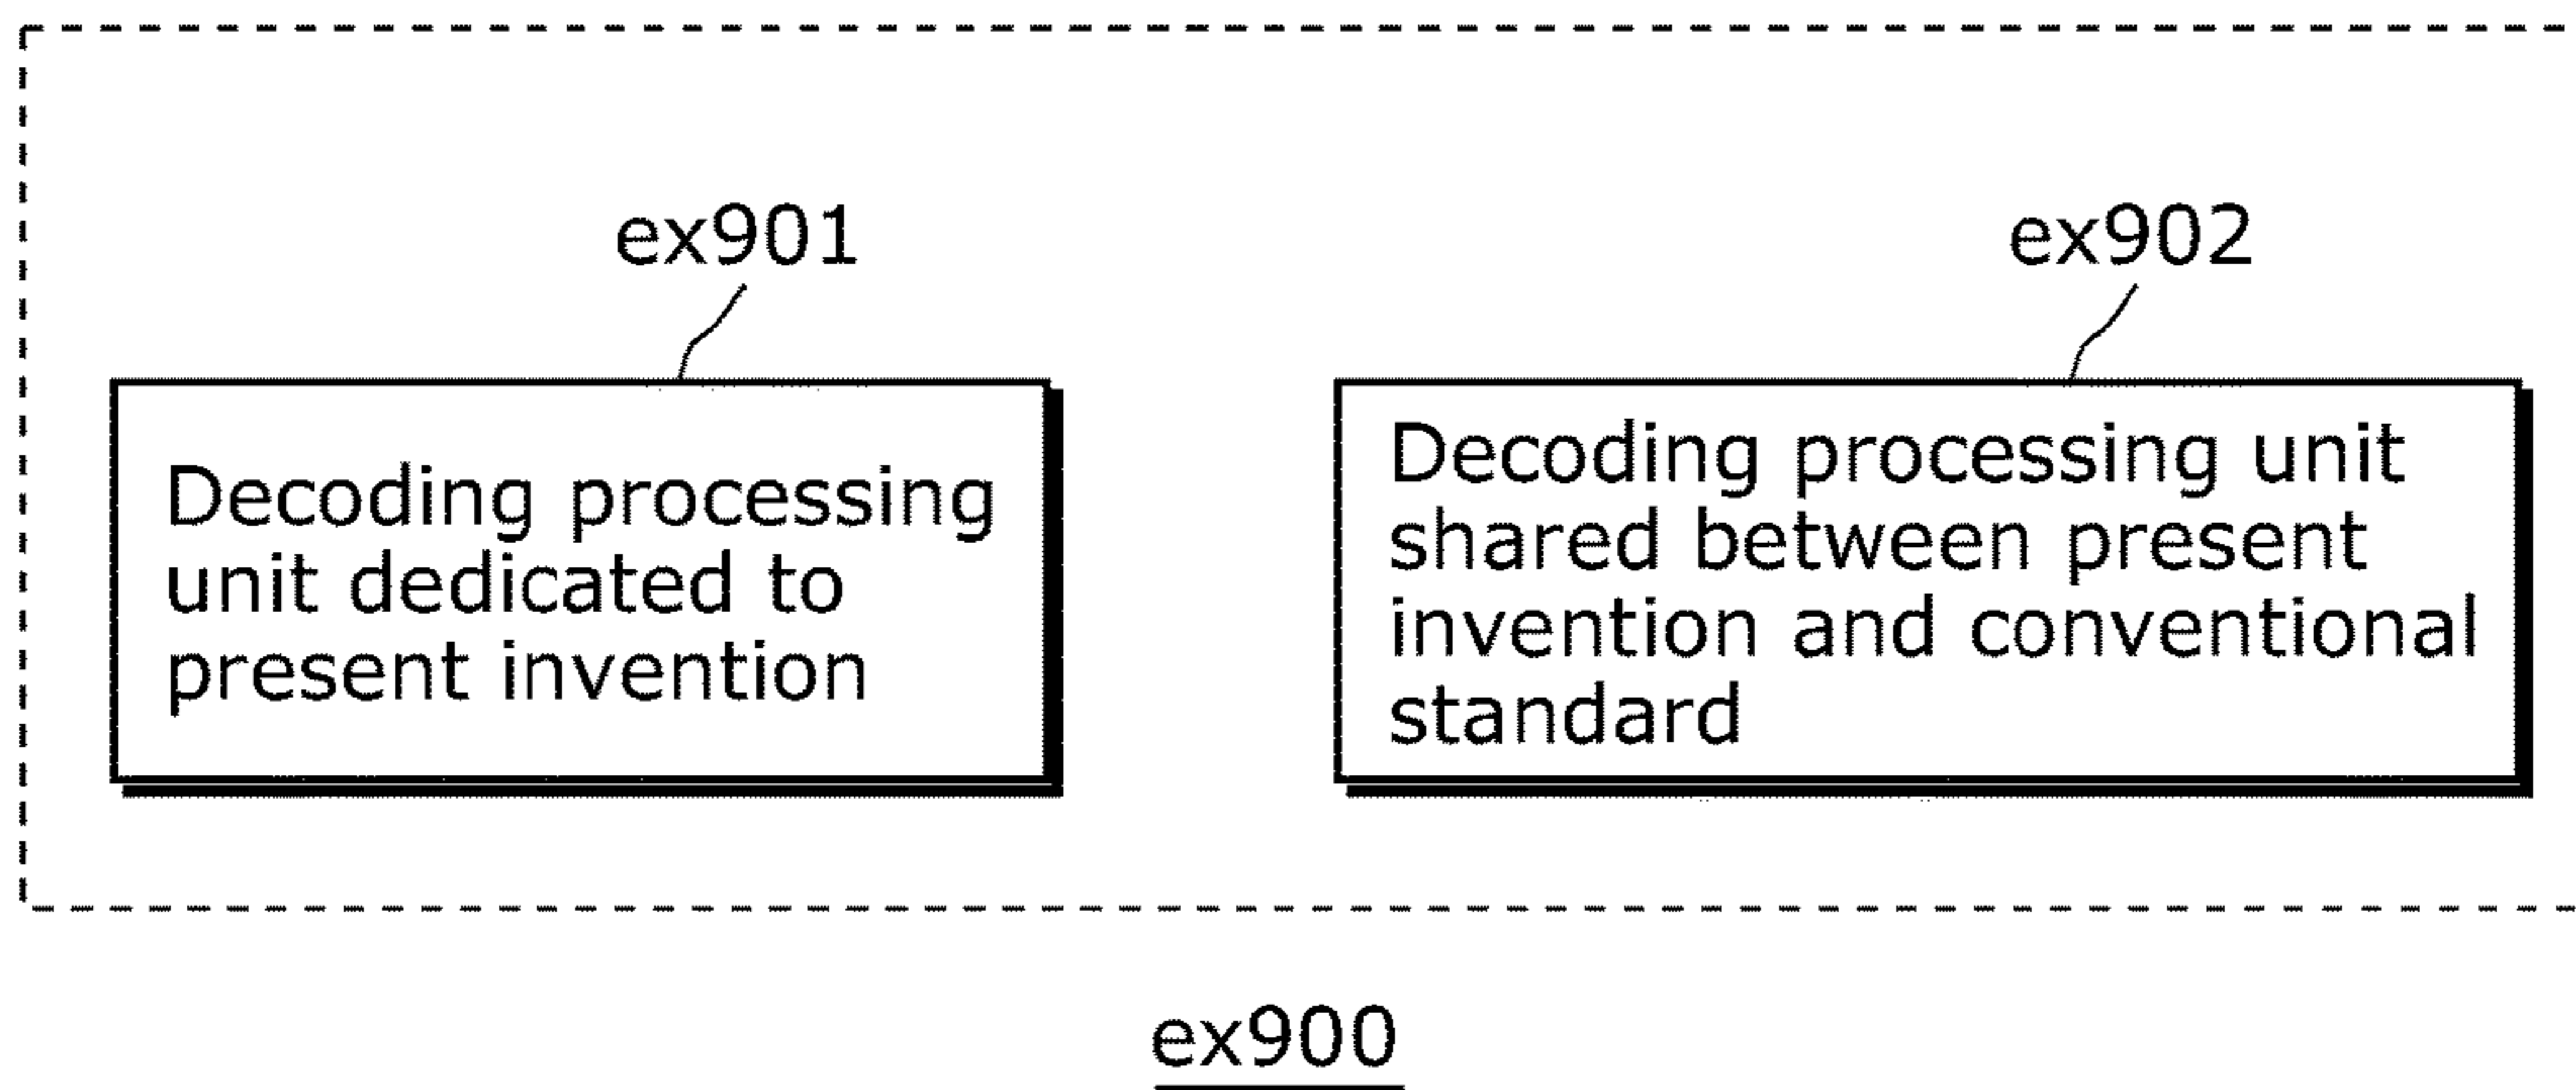 ex901
Decoding processing
unit dedicated to
present invention
ex902
Decoding processing unit
shared between present
invention and conventional
standard
ex900